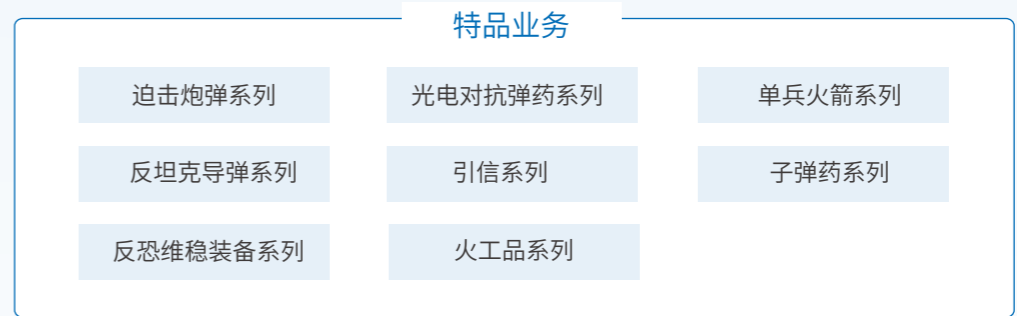 特品业务
迫击炮弹系列
光电对抗弹药系列
单兵火箭系列
反坦克导弹系列
引信系列
子弹药系列
反恐维稳装备系列
火工品系列